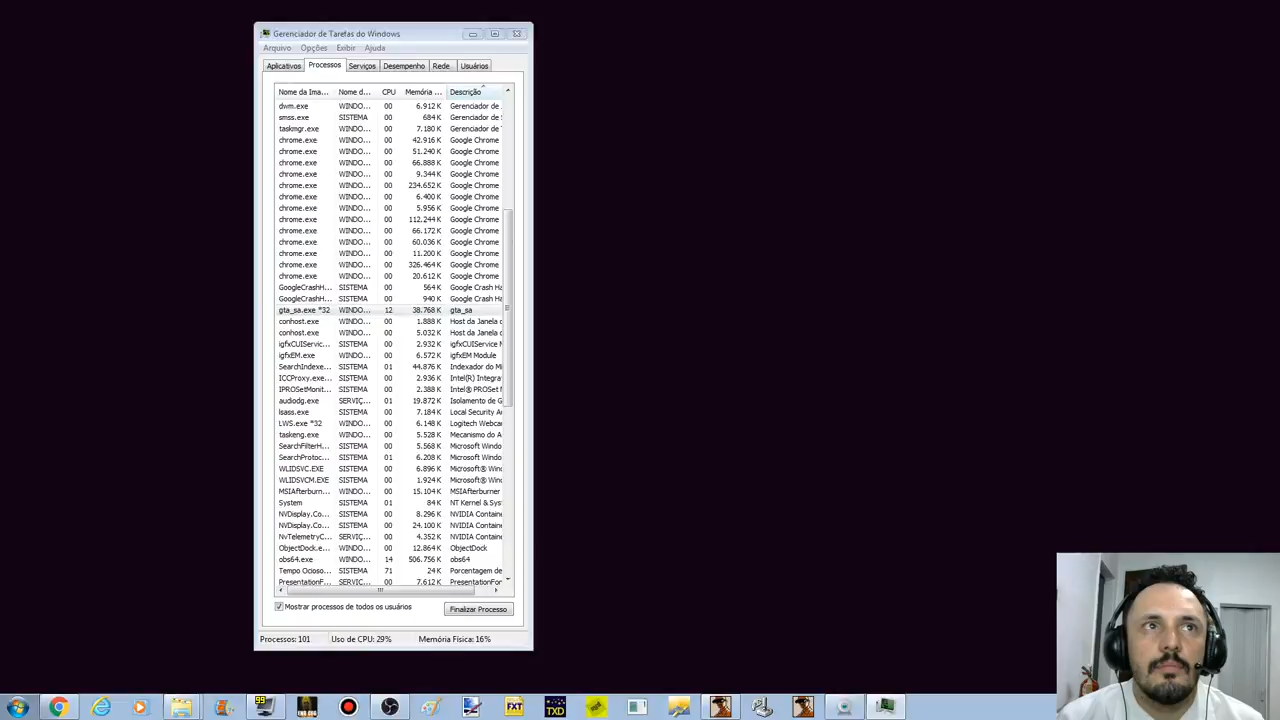 Gerenciador de Tarefas do Windows
Arquivo Opções Exibir Ajuda
Aplicativos Processos Serviços Desempenho Rede Usuários
Nome da Ima... Nome d... CPU Memória ... Descrição
dwm.exe WINDO... 00 6.912 K Gerenciador de
smss.exe SISTEMA 00 684 K Gerenciador de
taskmgr.exe WINDO... 00 7.180 K Gerenciador de
chrome.exe WINDO... 00 42.916 K Google Chrome
chrome.exe WINDO... 00 51.240 K Google Chrome
chrome.exe WINDO... 00 66.888 K Google Chrome
chrome.exe WINDO... 00 9.344 K Google Chrome
chrome.exe WINDO... 00 234.652 K Google Chrome
chrome.exe WINDO... 00 6.400 K Google Chrome
chrome.exe WINDO... 00 5.956 K Google Chrome
chrome.exe WINDO... 00 112.244 K Google Chrome
chrome.exe WINDO... 00 66.172 K Google Chrome
chrome.exe WINDO... 00 60.036 K Google Chrome
chrome.exe WINDO... 00 11.200 K Google Chrome
chrome.exe WINDO... 00 326.464 K Google Chrome
chrome.exe WINDO... 00 20.612 K Google Chrome
GoogleCrashH... SISTEMA 00 564 K Google Crash Ha
GoogleCrashH... SISTEMA 00 940 K Google Crash Ha
gta_sa.exe *32 WINDO... 12 38.768 K gta_sa
conhost.exe WINDO... 00 1.888 K Host da Janela
conhost.exe WINDO... 00 5.032 K Host da Janela
igfxCUIServic... SISTEMA 00 2.932 K igfxCUIService
igfxEM.exe WINDO... 00 6.572 K igfxEM Module
SearchIndexe... SISTEMA 01 44.876 K Indexador do Mi
ICCProxy.exe... SISTEMA 00 2.936 K Intel(R) Integra
IPROSetMonit... SISTEMA 00 2.388 K Intel® PROSet
audiodg.exe SERVIÇ... 01 19.872 K Isolamento de G
lsass.exe SISTEMA 00 7.184 K Local Security
LWS.exe *32 WINDO... 00 6.148 K Logitech Webca
taskeng.exe WINDO... 00 5.528 K Mecanismo do
SearchFilterH... SISTEMA 00 5.568 K Microsoft Windo
SearchProtoc... SISTEMA 01 6.208 K Microsoft Windo
WLIDSVC.EXE SISTEMA 00 6.896 K Microsoft® Win
WLIDSVCM.EXE SISTEMA 00 1.924 K Microsoft® Win
MSIAfterburn... WINDO... 00 15.104 K MSIAfterburner
System SISTEMA 01 84 K NT Kernel & Sys
NVDisplay.Co... SISTEMA 00 8.296 K NVIDIA Containe
NVDisplay.Co... SISTEMA 00 24.100 K NVIDIA Containe
NvTelemetryC... SERVIÇ... 00 4.352 K NVIDIA Containe
ObjectDock.e... WINDO... 00 12.864 K ObjectDock
obs64.exe WINDO... 14 506.756 K obs64
Tempo Ocioso... SISTEMA 71 24 K Porcentagem de
PresentationF... SERVIÇ... 00 7.612 K PresentationFon
Mostrar processos de todos os usuários Finalizar Processo
Processos: 101 Uso de CPU: 29% Memória Física: 16%
99 FXT TXD